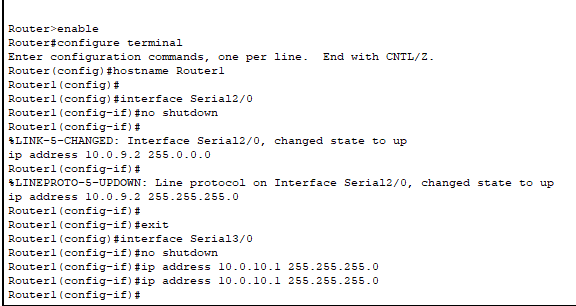 Router>enable
Router#configure terminal
Enter configuration commands, one per line.  End with CNTL/Z.
Router(config)#hostname Router1
Router1(config)#
Router1(config)#interface Serial2/0
Router1(config-if)#no shutdown
Router1(config-if)#
%LINK-5-CHANGED: Interface Serial2/0, changed state to up
ip address 10.0.9.2 255.0.0.0
Router1(config-if)#
%LINEPROTO-5-UPDOWN: Line protocol on Interface Serial2/0, changed state to up
ip address 10.0.9.2 255.255.255.0
Router1(config-if)#
Router1(config-if)#exit
Router1(config)#interface Serial3/0
Router1(config-if)#no shutdown
Router1(config-if)#ip address 10.0.10.1 255.255.255.0
Router1(config-if)#ip address 10.0.10.1 255.255.255.0
Router1(config-if)#